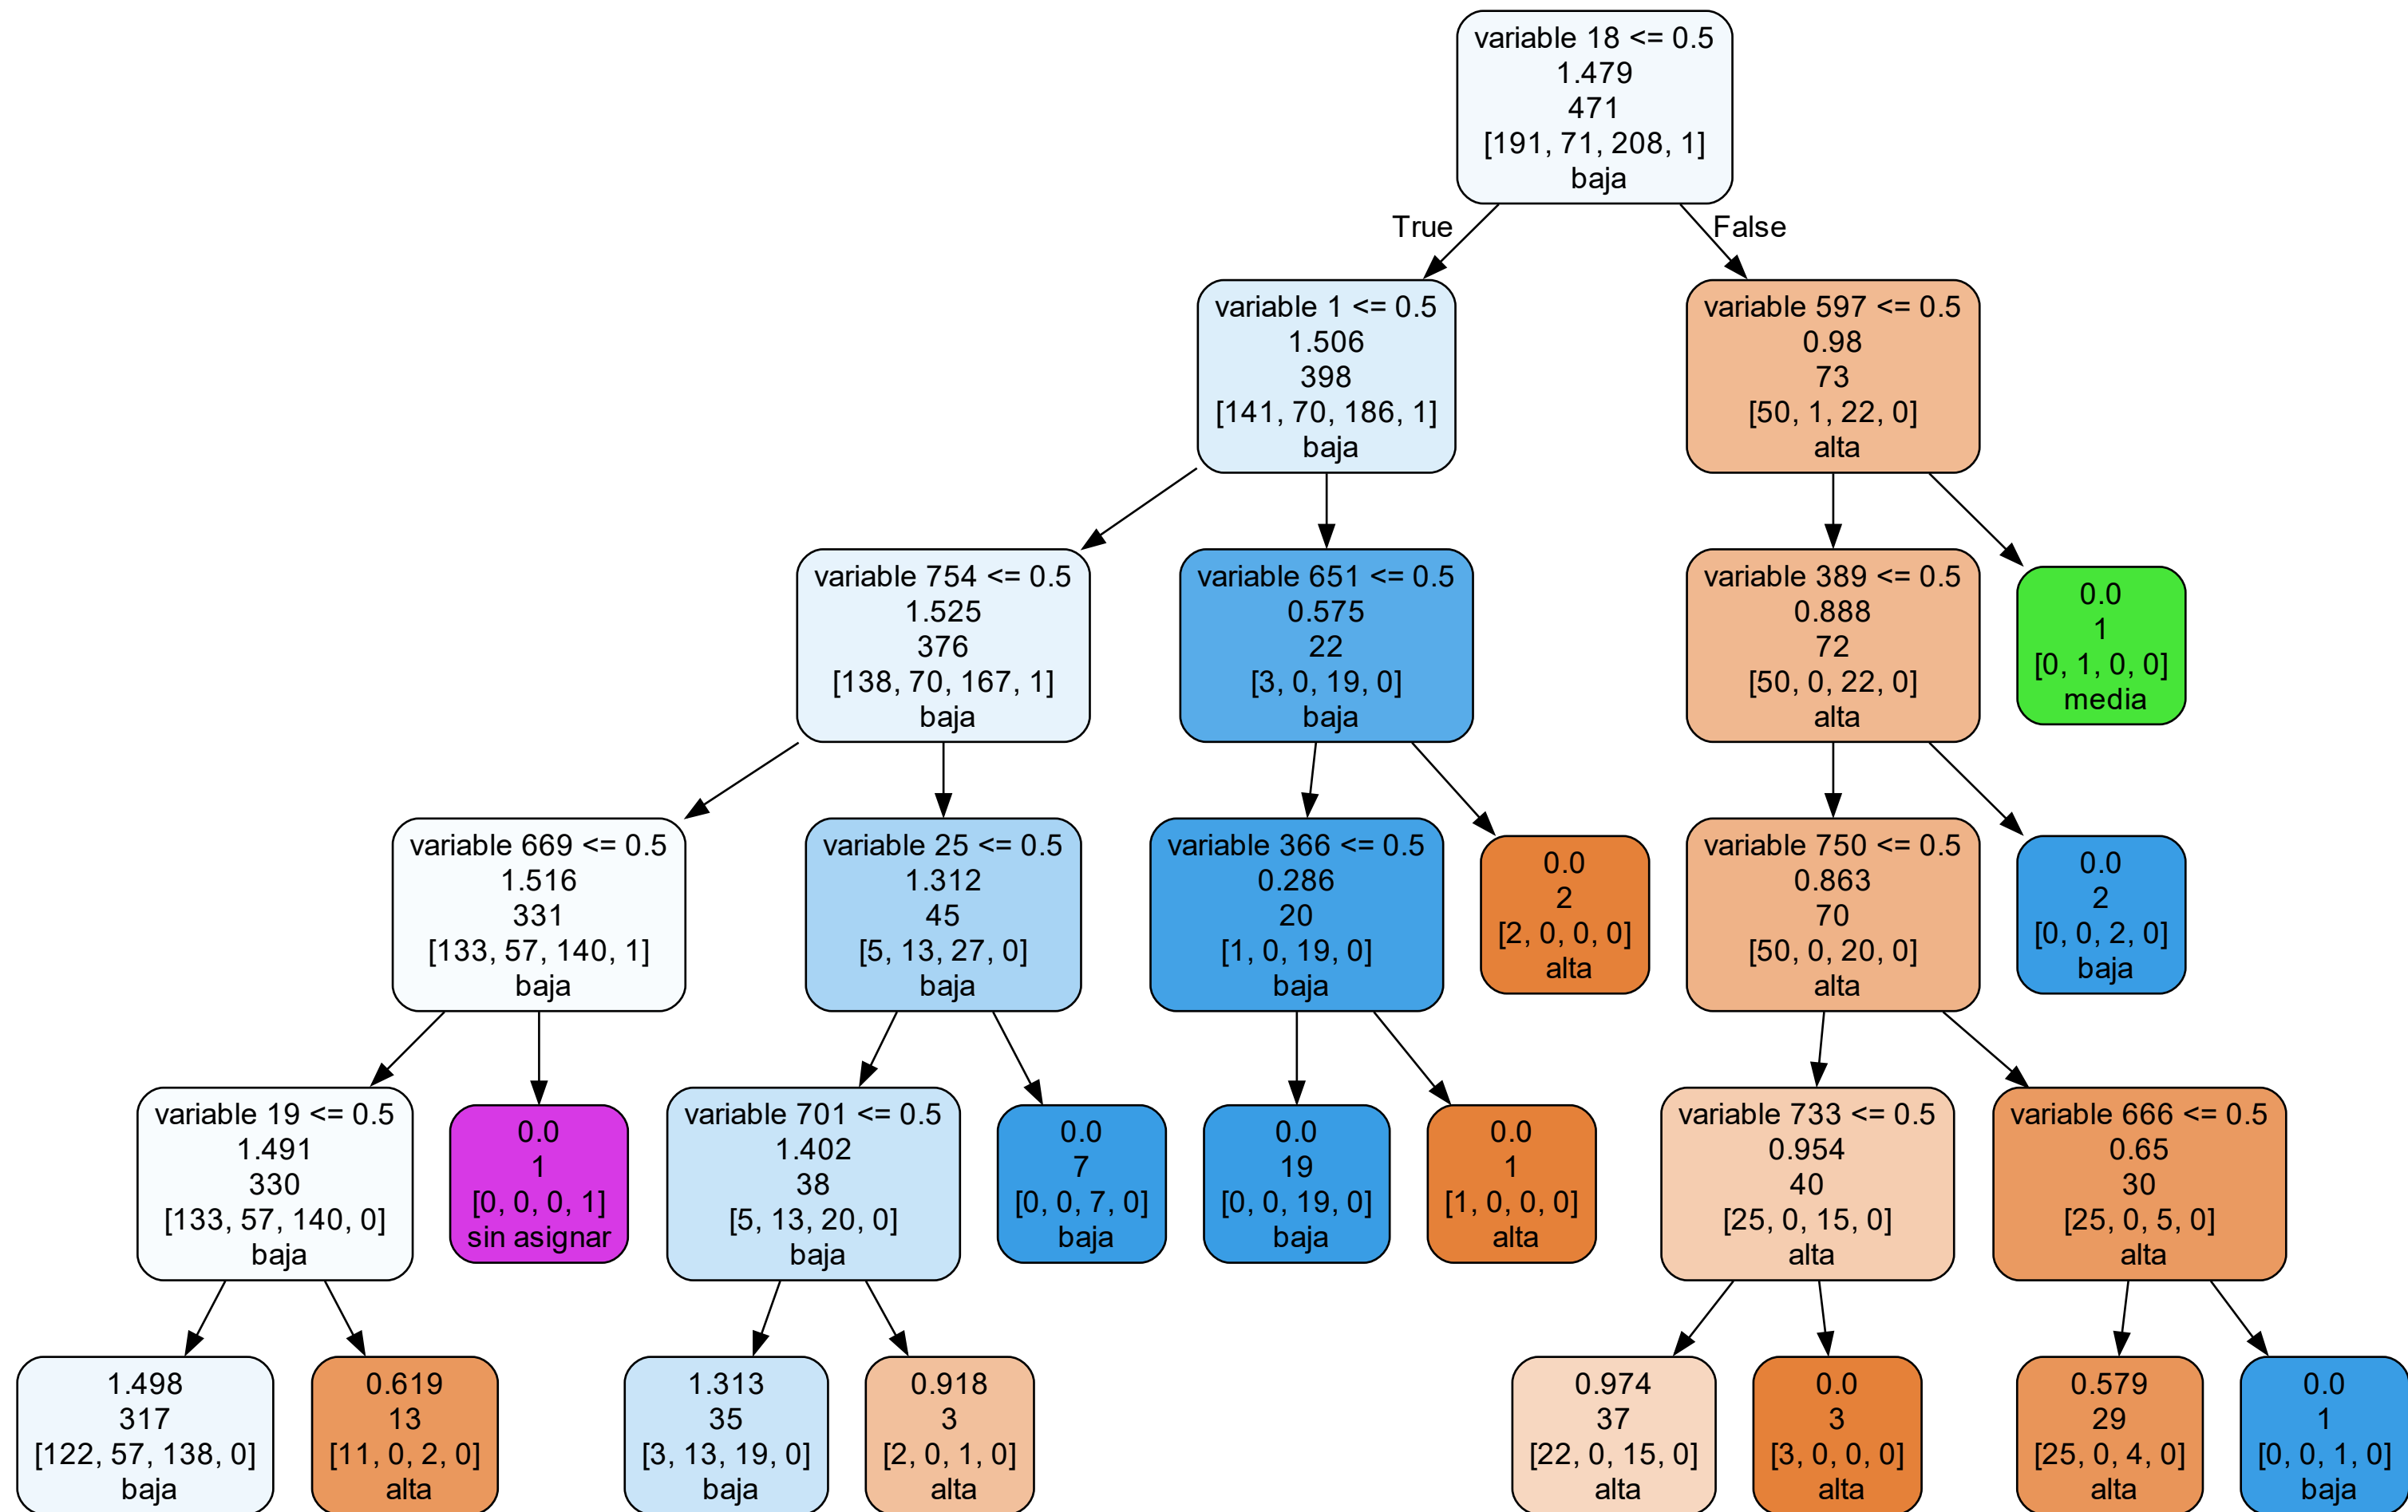 variable 18 <= 0.5
1.479
471
[191, 71, 208, 1]
baja
True
False
variable 1 <= 0.5
1.506
398
[141, 70, 186, 1]
baja
variable 597 <= 0.5
0.98
73
[50, 1, 22, 0]
alta
variable 754 <= 0.5
1.525
376
[138, 70, 167, 1]
baja
variable 651 <= 0.5
0.575
22
[3, 0, 19, 0]
baja
variable 389 <= 0.5
0.888
72
[50, 0, 22, 0]
alta
0.0
1
[0, 1, 0, 0]
media
variable 669 <= 0.5
1.516
331
[133, 57, 140, 1]
baja
variable 25 <= 0.5
1.312
45
[5, 13, 27, 0]
baja
variable 366 <= 0.5
0.286
20
[1, 0, 19, 0]
baja
0.0
2
[2, 0, 0, 0]
alta
variable 750 <= 0.5
0.863
70
[50, 0, 20, 0]
alta
0.0
2
[0, 0, 2, 0]
baja
variable 19 <= 0.5
1.491
330
[133, 57, 140, 0]
baja
0.0
1
[0, 0, 0, 1]
sin asignar
variable 701 <= 0.5
1.402
38
[5, 13, 20, 0]
baja
0.0
7
[0, 0, 7, 0]
baja
0.0
19
[0, 0, 19, 0]
baja
0.0
1
[1, 0, 0, 0]
alta
variable 733 <= 0.5
0.954
40
[25, 0, 15, 0]
alta
variable 666 <= 0.5
0.65
30
[25, 0, 5, 0]
alta
1.498
317
[122, 57, 138, 0]
baja
0.619
13
[11, 0, 2, 0]
alta
1.313
35
[3, 13, 19, 0]
baja
0.918
3
[2, 0, 1, 0]
alta
0.974
37
[22, 0, 15, 0]
alta
0.0
3
[3, 0, 0, 0]
alta
0.579
29
[25, 0, 4, 0]
alta
0.0
1
[0, 0, 1, 0]
baja